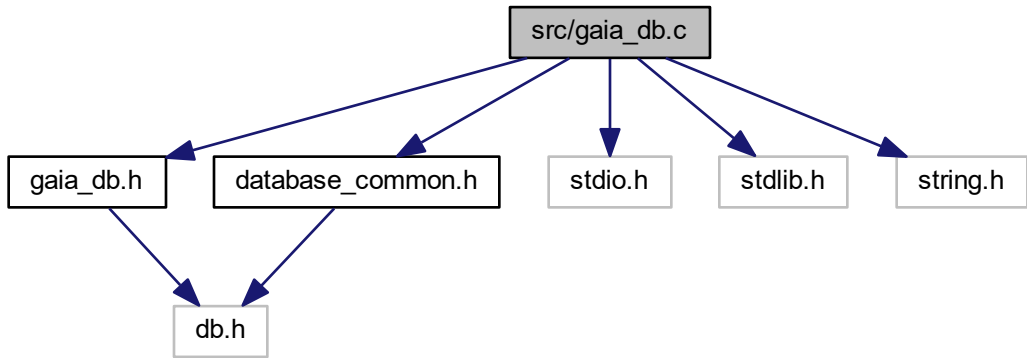 src/gaia_db.c
gaia_db.h
database_common.h
stdio.h
stdlib.h
string.h
db.h